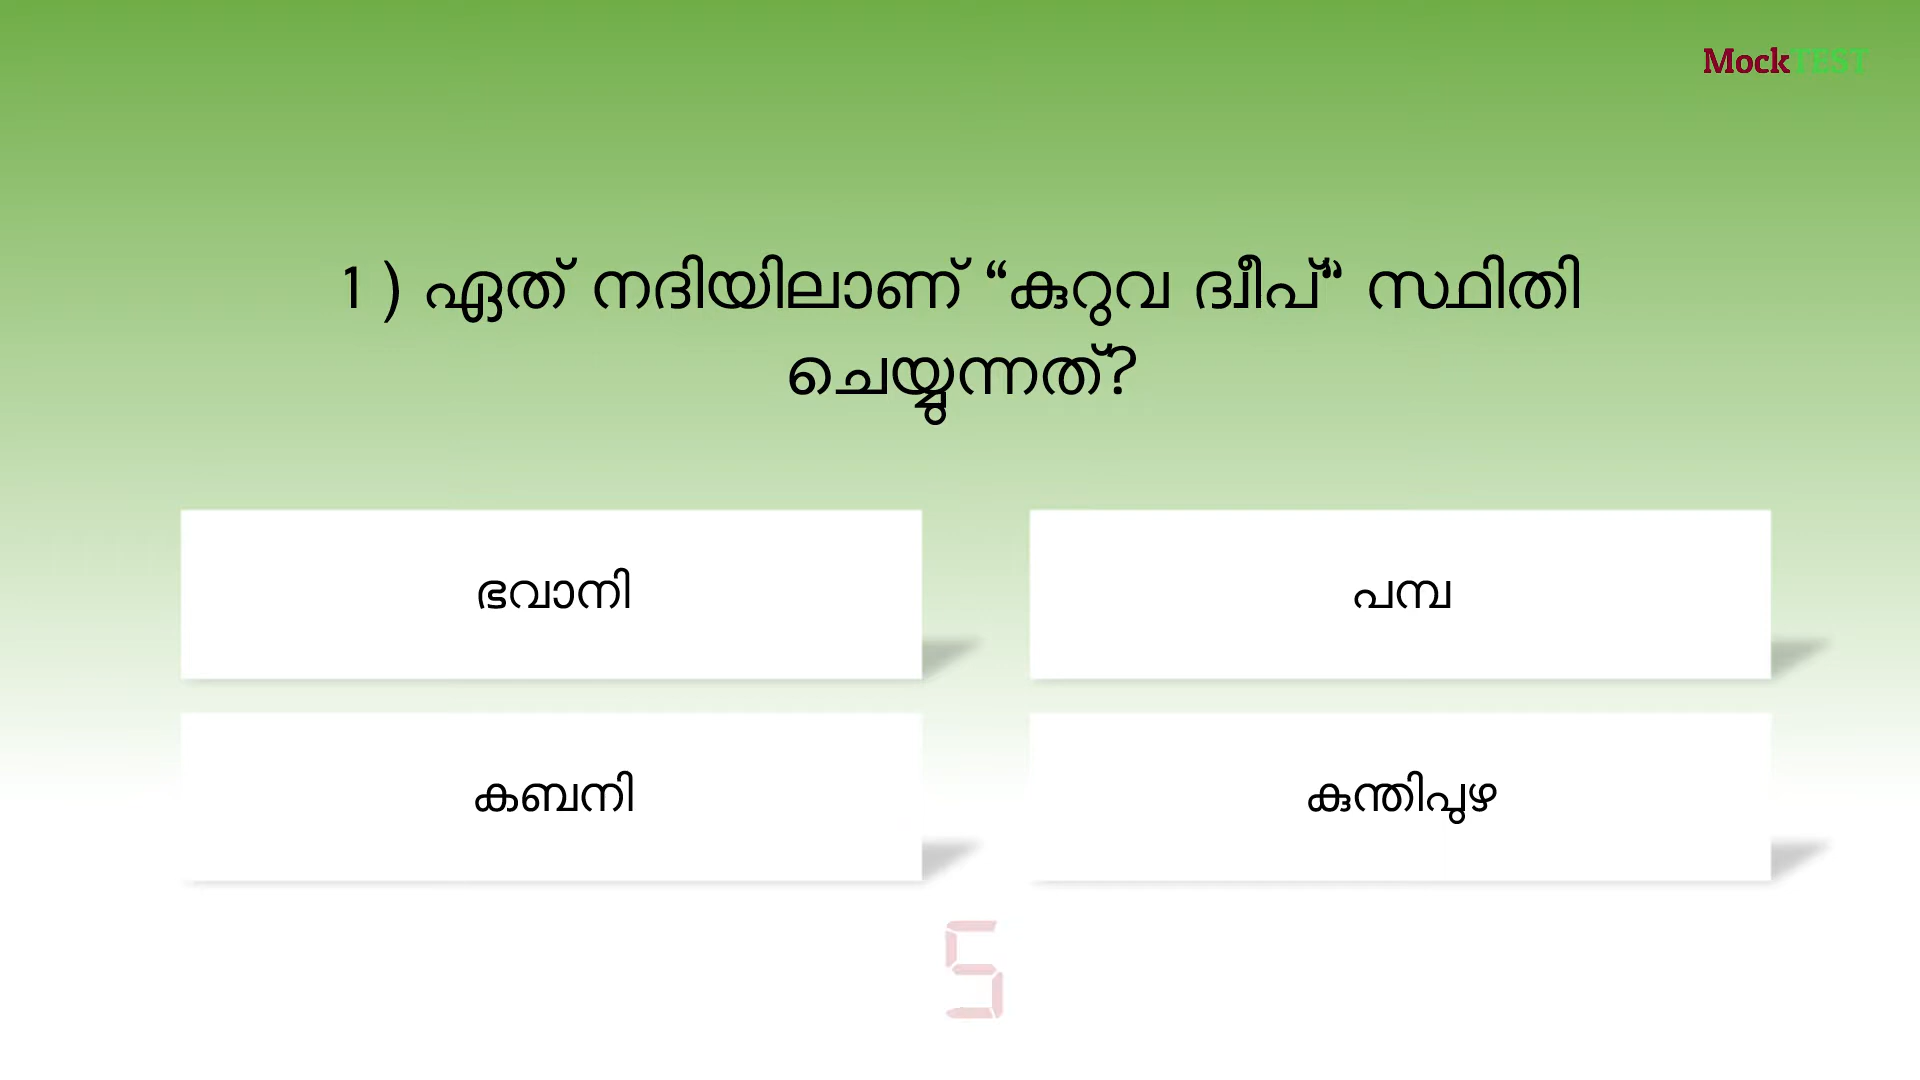 MockTEST
1 ) ഏത് നദിയിലാണ് “കുറുവ ദ്വീപ്” സ്ഥിതി
ചെയ്യുന്നത്?
ഭവാനി
പമ്പ
കബനി
കുന്തിപുഴ
5